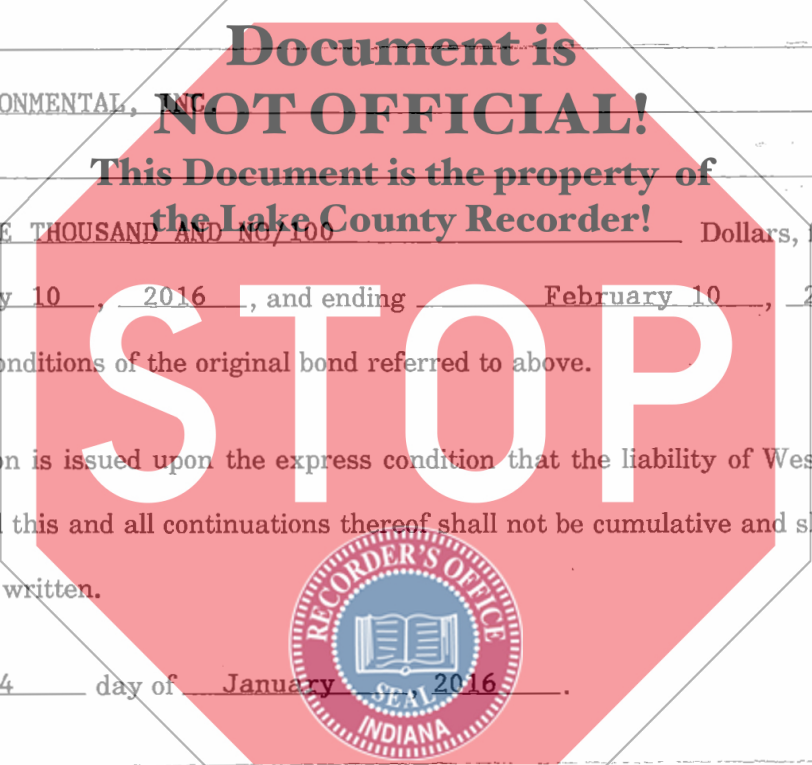 Document is
ONMENTAL, INC.
NOT OFFICIAL!
This Document is the property of
the Lake County Recorder!
E THOUSAND AND NO/100 Dollars,
y 10, 2016, and ending February 10, 2
STOP
onditions of the original bond referred to above.
on is issued upon the express condition that the liability of Wes
this and all continuations thereof shall not be cumulative and s
written.
RECORDER'S OFFICE
SEAL
INDIANA
4 day of January, 2016.